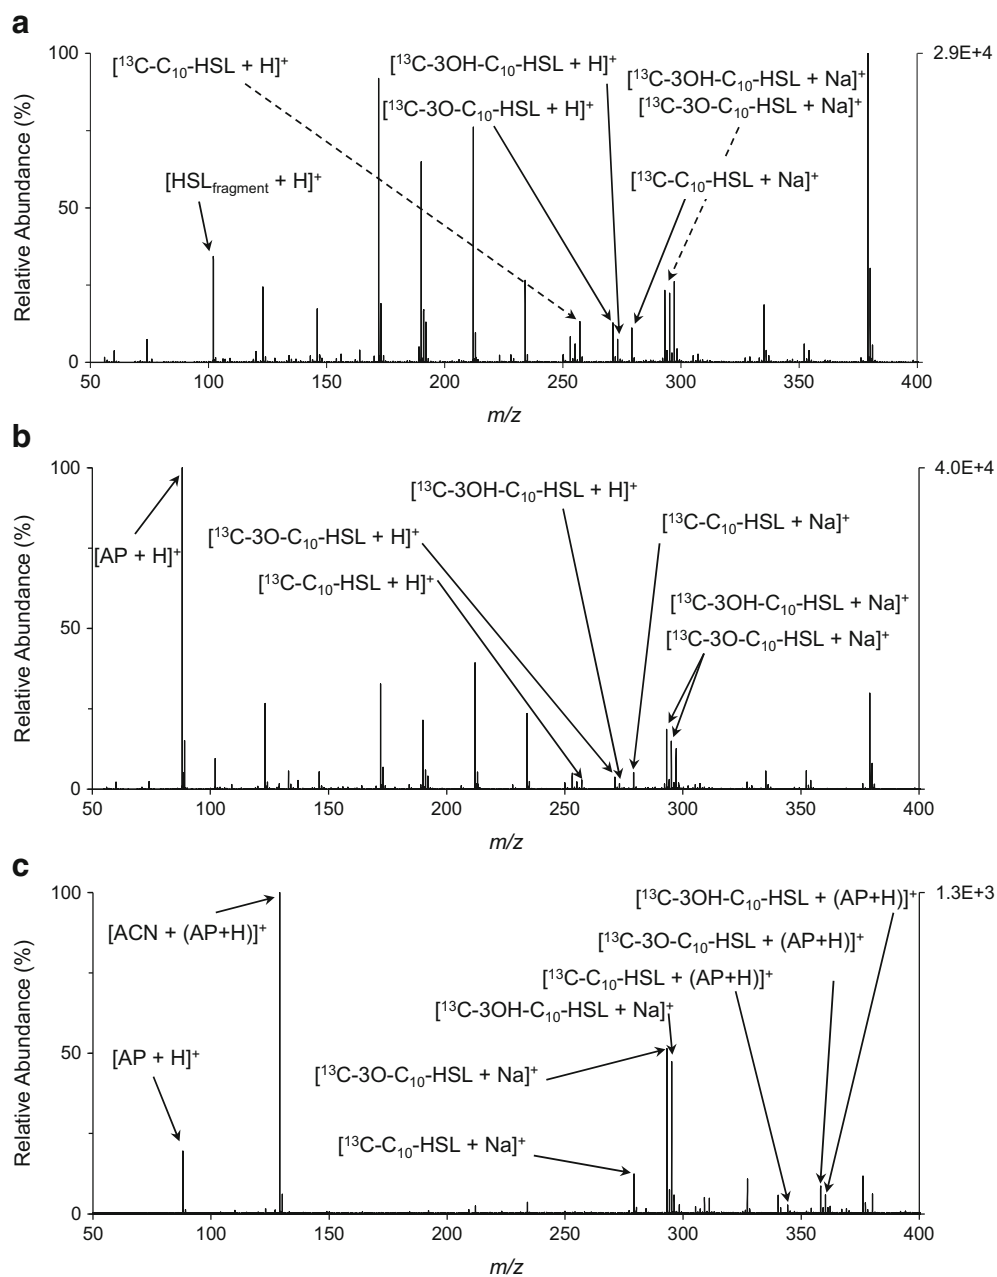 a
[¹³C-C₁₀-HSL + H]⁺
[¹³C-3OH-C₁₀-HSL + H]⁺
[¹³C-3O-C₁₀-HSL + H]⁺
[¹³C-3OH-C₁₀-HSL + Na]⁺
[¹³C-3O-C₁₀-HSL + Na]⁺
[HSLfragment + H]⁺
[¹³C-C₁₀-HSL + Na]⁺
2.9E+4
Relative Abundance (%)
100
50
0
50 100 150 200 250 300 350 400
m/z
b
[¹³C-3OH-C₁₀-HSL + H]⁺
[¹³C-C₁₀-HSL + Na]⁺
[¹³C-3O-C₁₀-HSL + H]⁺
[AP + H]⁺
[¹³C-C₁₀-HSL + H]⁺
[¹³C-3OH-C₁₀-HSL + Na]⁺
[¹³C-3O-C₁₀-HSL + Na]⁺
4.0E+4
Relative Abundance (%)
100
50
0
50 100 150 200 250 300 350 400
m/z
c
[¹³C-3OH-C₁₀-HSL + (AP+H)]⁺
[ACN + (AP+H)]⁺
[¹³C-3O-C₁₀-HSL + (AP+H)]⁺
[¹³C-C₁₀-HSL + (AP+H)]⁺
[¹³C-3OH-C₁₀-HSL + Na]⁺
[AP + H]⁺
[¹³C-3O-C₁₀-HSL + Na]⁺
[¹³C-C₁₀-HSL + Na]⁺
1.3E+3
Relative Abundance (%)
100
50
0
50 100 150 200 250 300 350 400
m/z